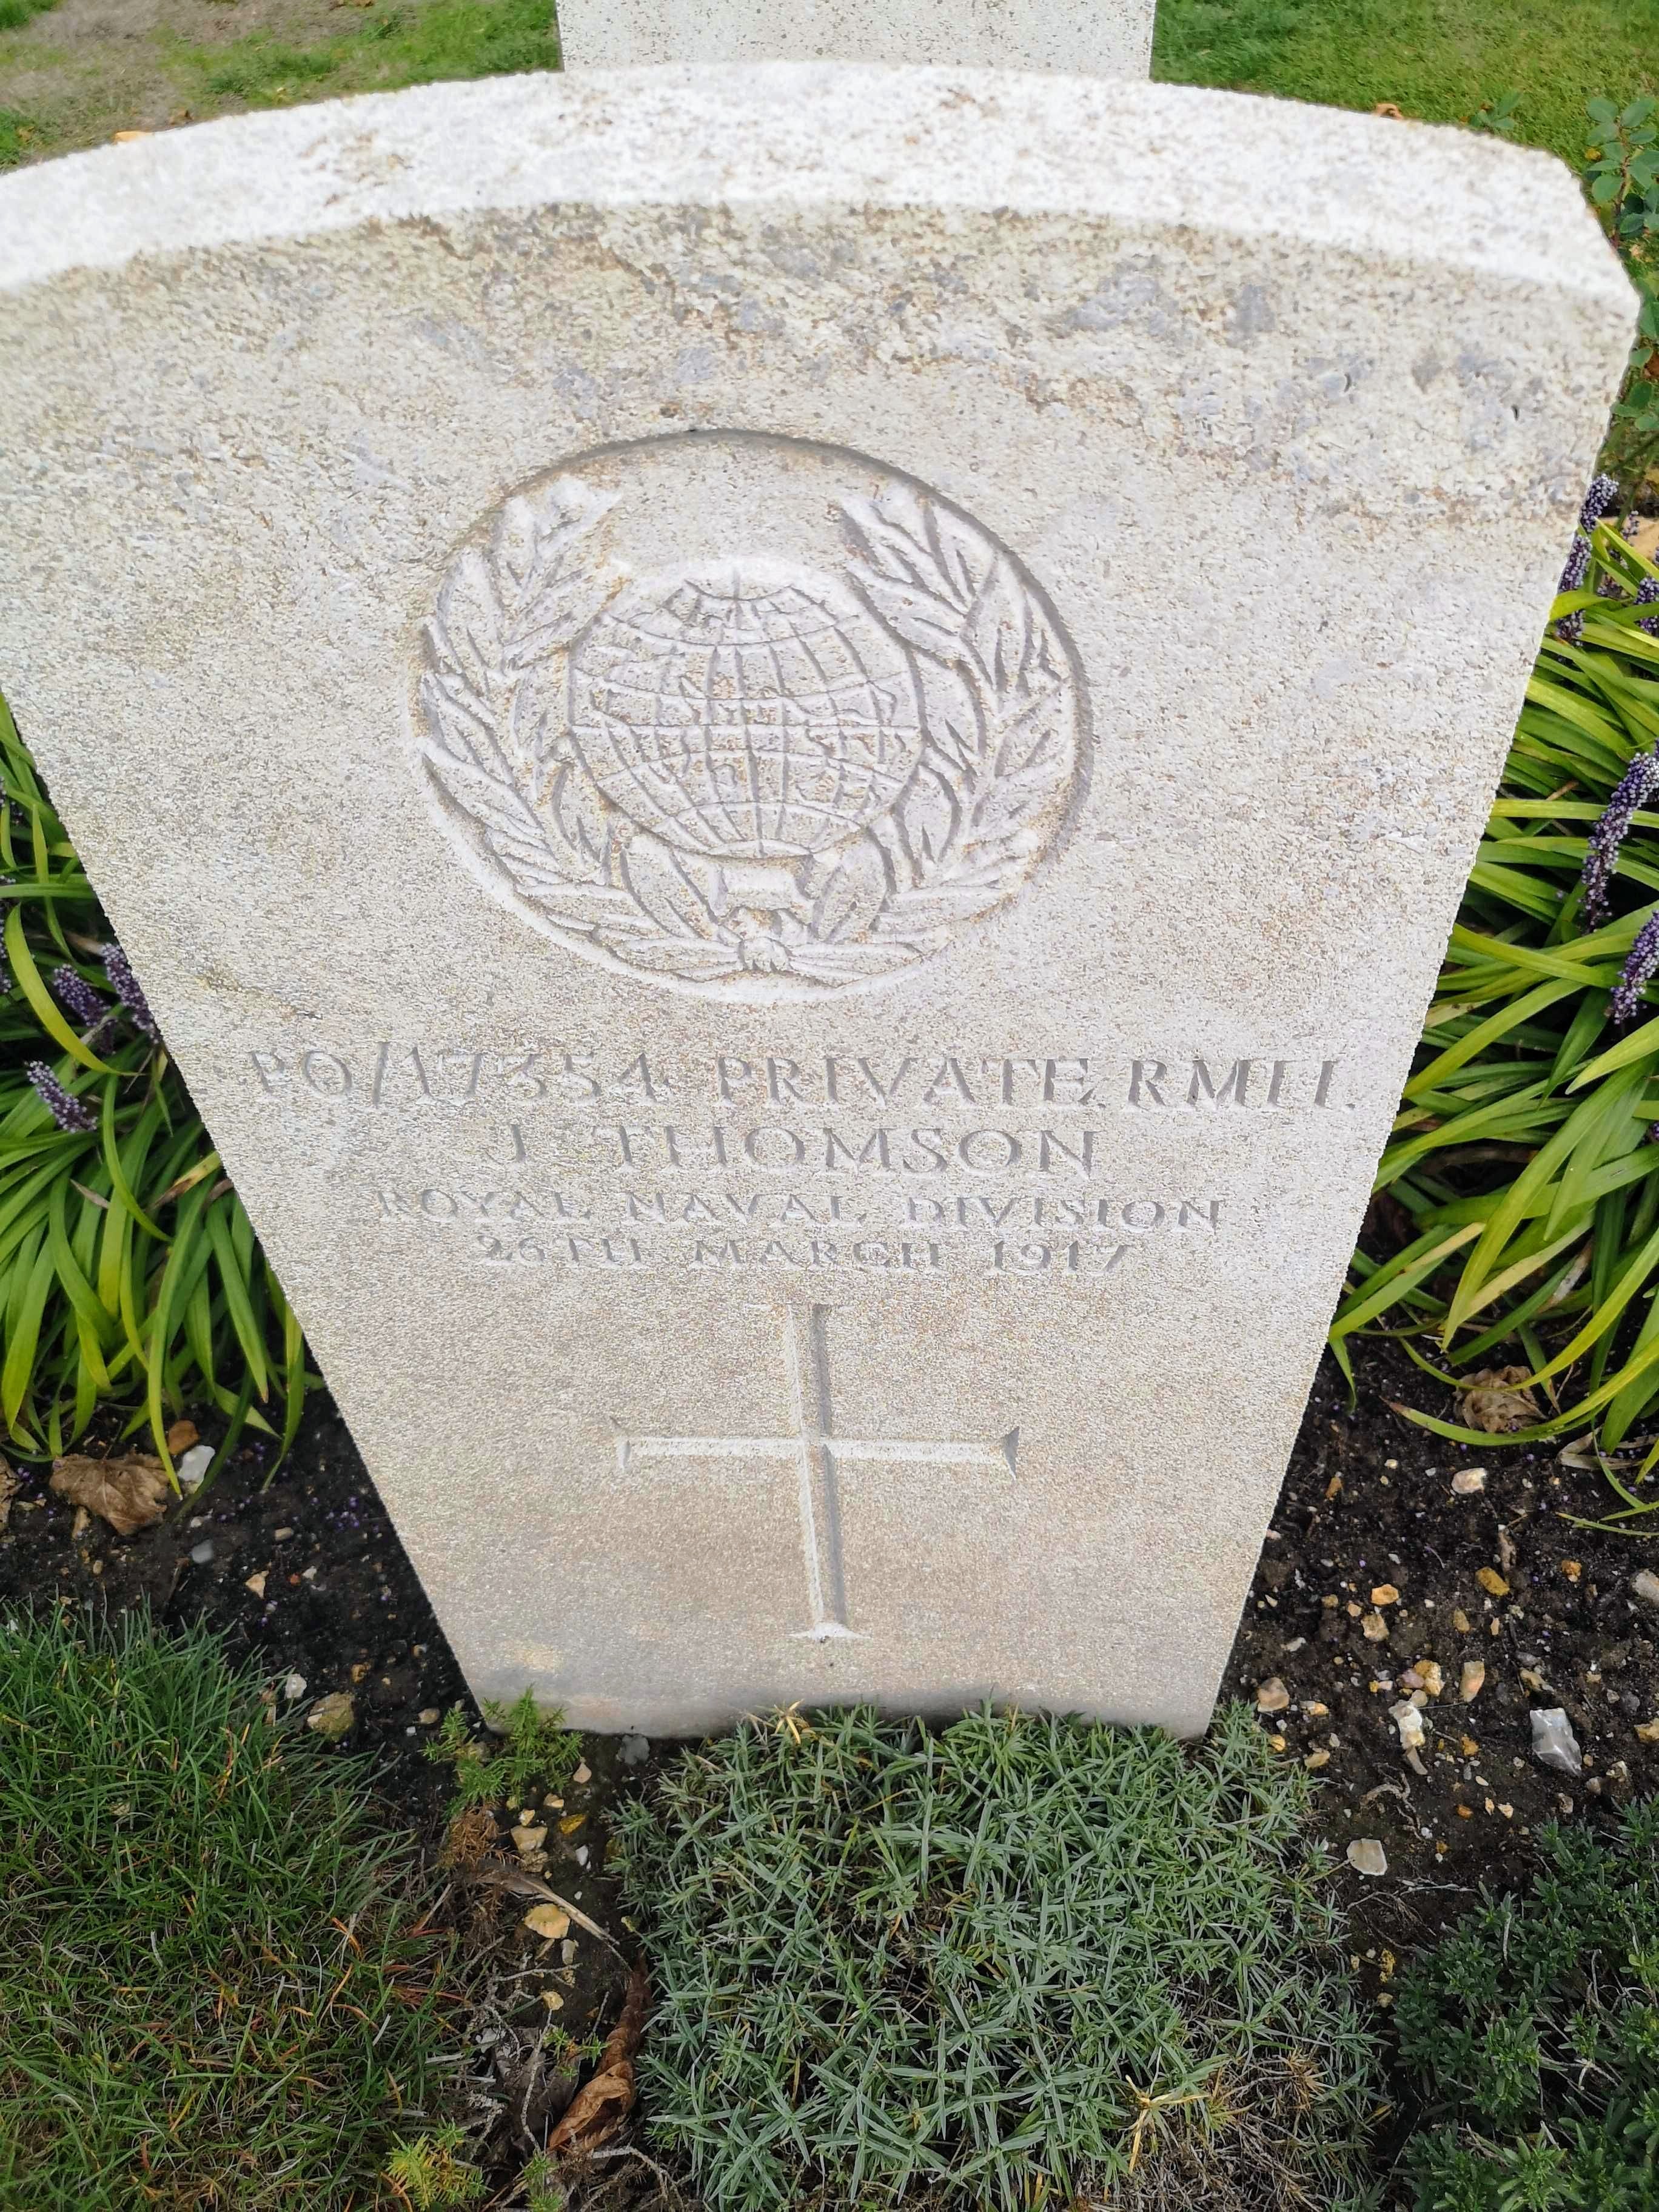 PO/17354 PRIVATE R.M.L.I.
J. THOMSON
ROYAL NAVAL DIVISION
26TH MARCH 1917